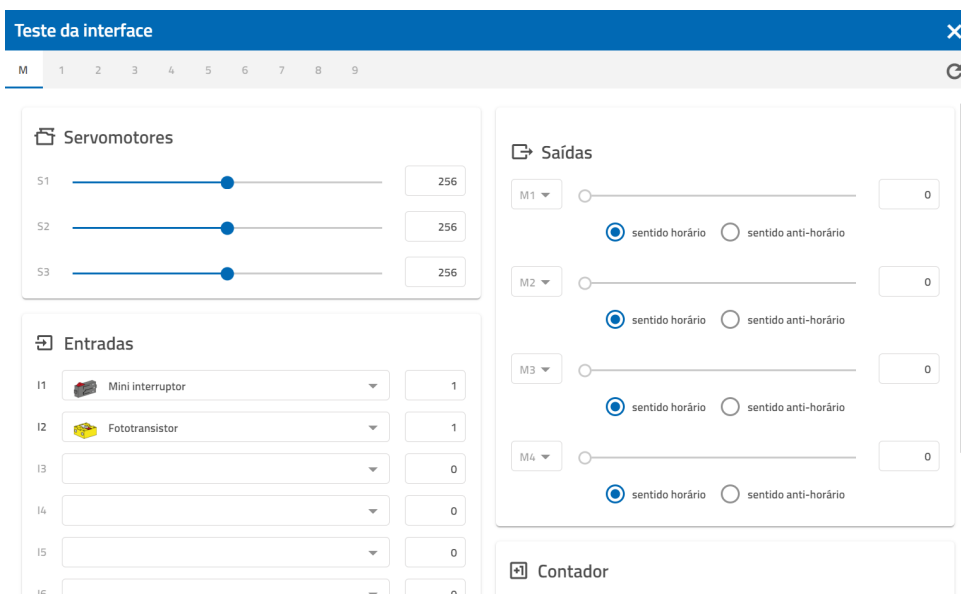 Teste da interface
M 1 2 3 4 5 6 7 8 9
Servomotores
S1 256
S2 256
S3 256
Entradas
I1 Mini interruptor 1
I2 Fototransistor 1
I3 0
I4 0
I5 0
Saídas
M1 0
sentido horário sentido anti-horário
M2 0
sentido horário sentido anti-horário
M3 0
sentido horário sentido anti-horário
M4 0
sentido horário sentido anti-horário
Contador